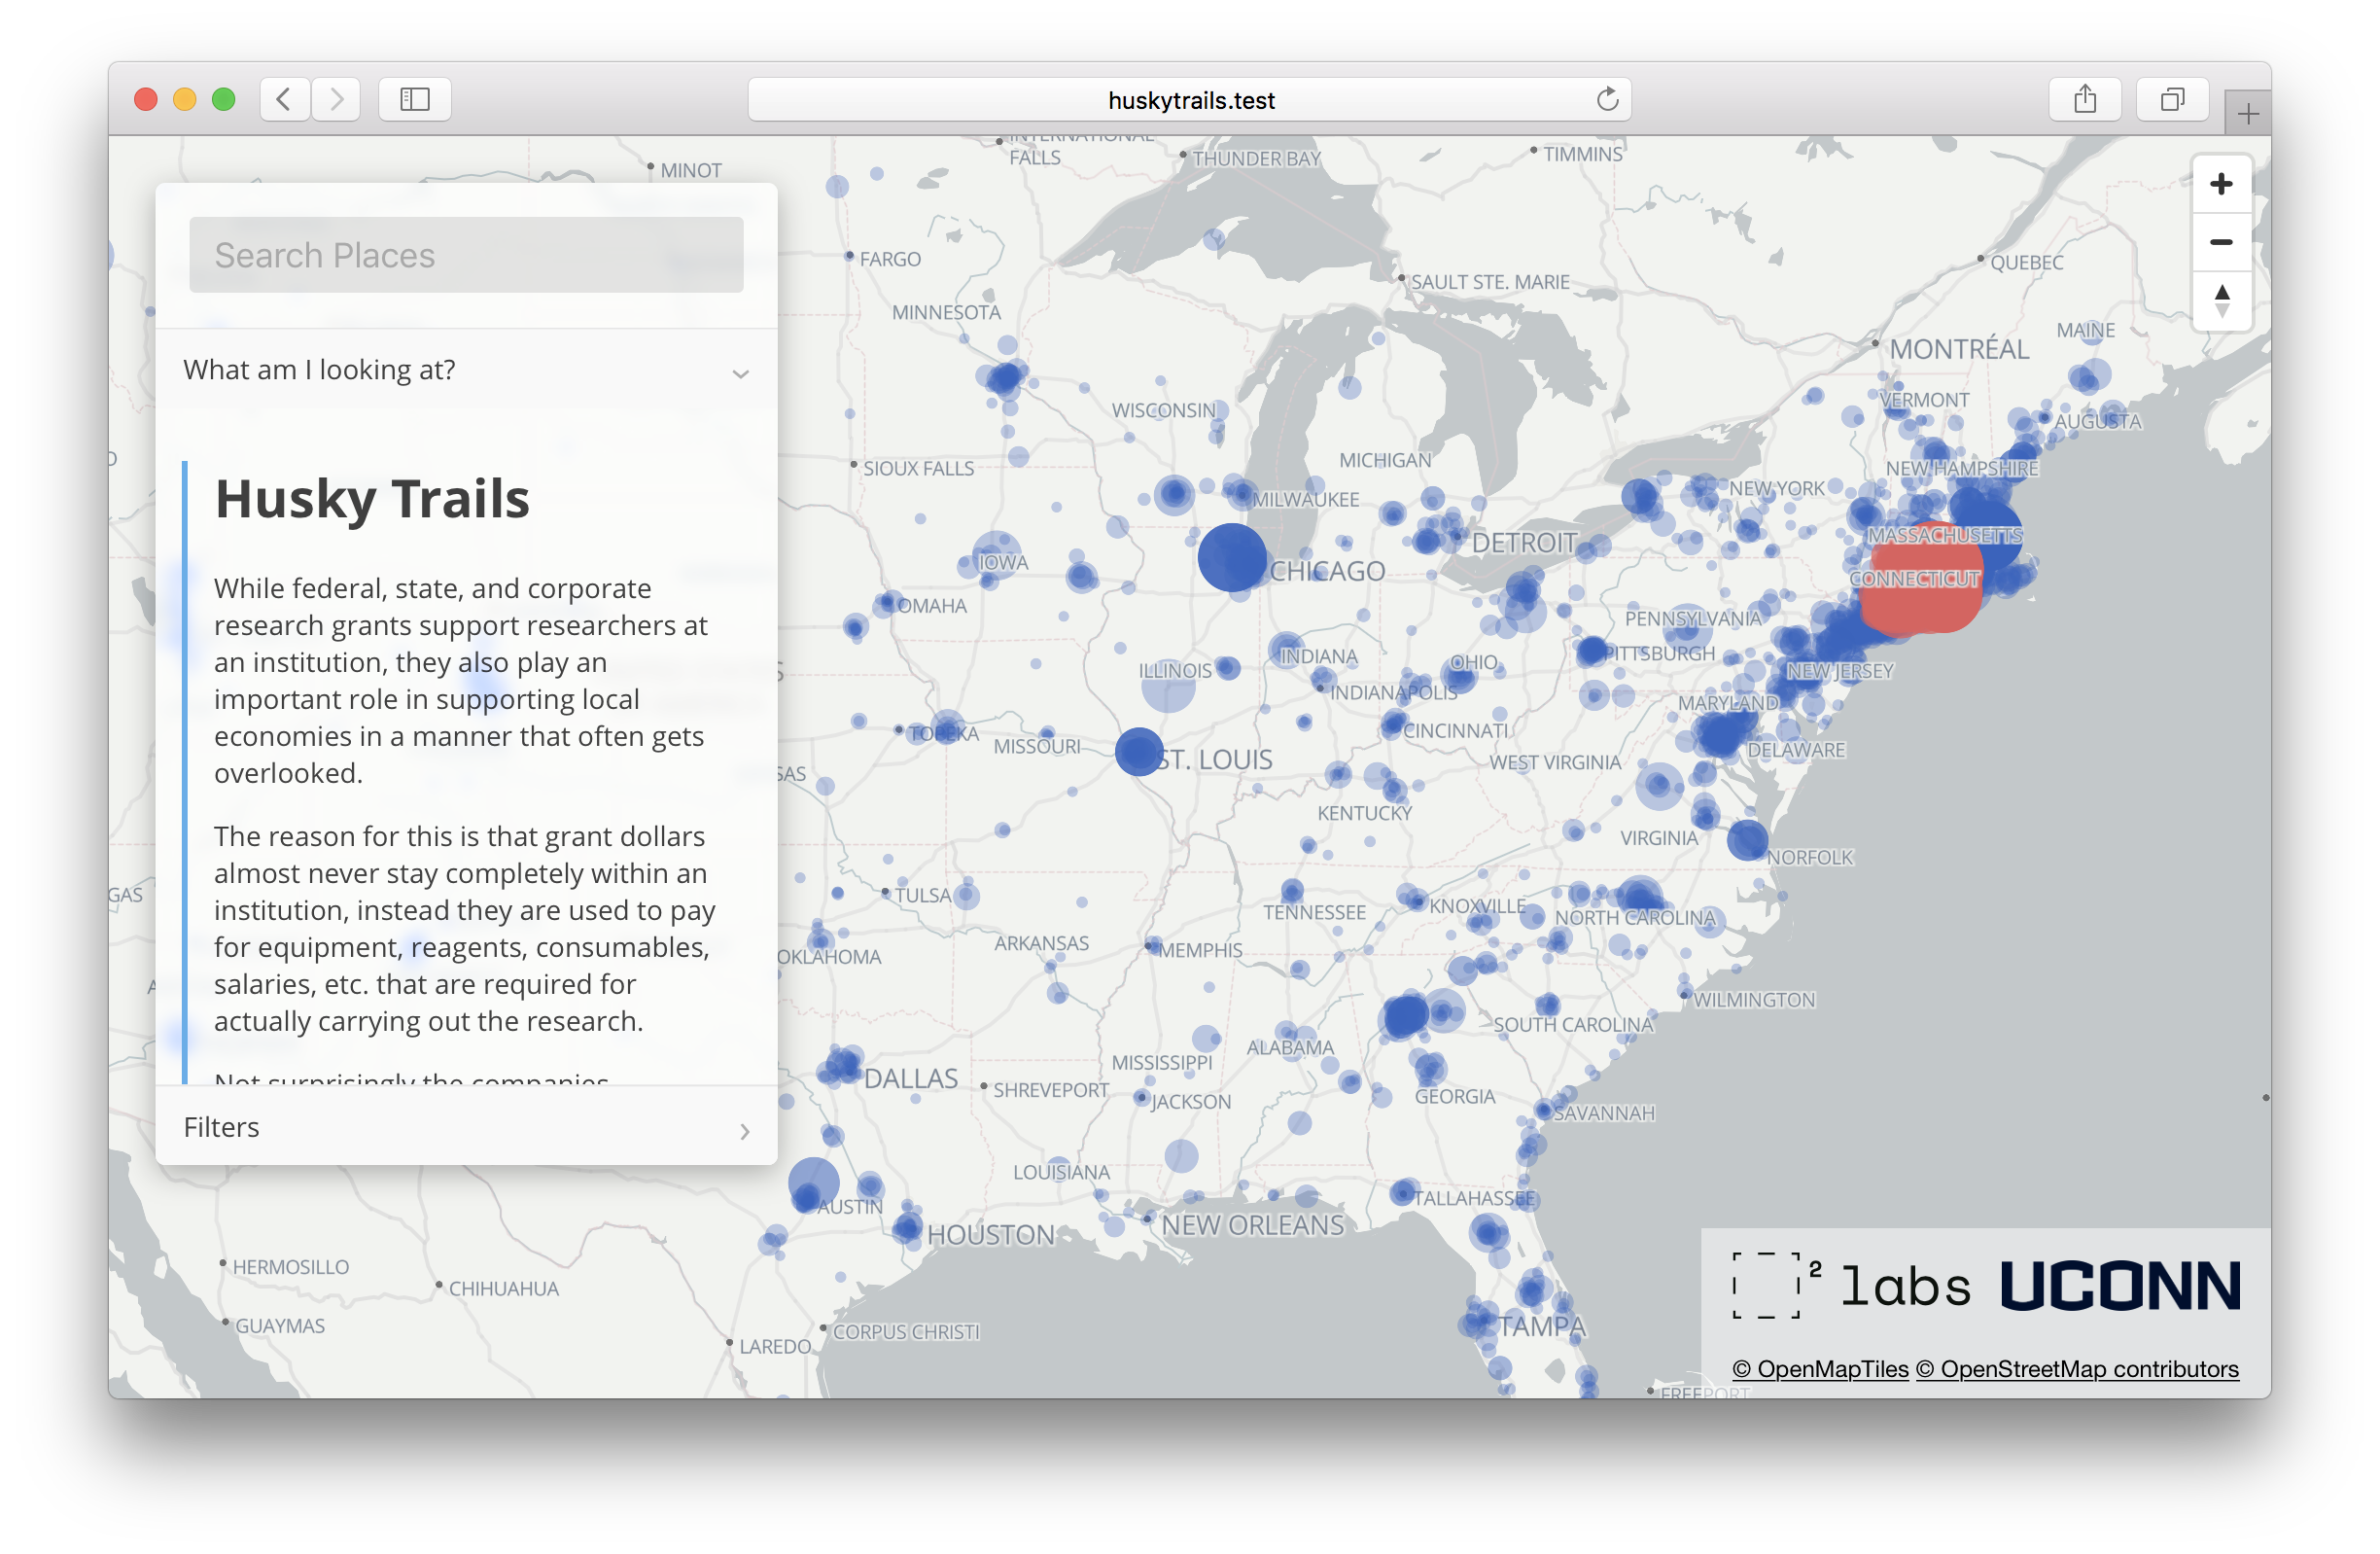 huskytrails.test
Search Places
What am I looking at?
Husky Trails
While federal, state, and corporate
research grants support researchers at
an institution, they also play an
important role in supporting local
economies in a manner that often gets
overlooked.
The reason for this is that grant dollars
almost never stay completely within an
institution, instead they are used to pay
for equipment, reagents, consumables,
salaries, etc. that are required for
actually carrying out the research.
Not surprisingly the companies
Filters
INTERNATIONAL
FALLS
THUNDER BAY
TIMMINS
MINOT
FARGO
QUEBEC
SAULT STE. MARIE
MINNESOTA
MAINE
MONTRÉAL
VERMONT
WISCONSIN
AUGUSTA
MICHIGAN
SIOUX FALLS
NEW HAMPSHIRE
NEW YORK
MILWAUKEE
MASSACHUSETTS
DETROIT
IOWA
CHICAGO
CONNECTICUT
OMAHA
PENNSYLVANIA
PITTSBURGH
INDIANA
OHIO
ILLINOIS
NEW JERSEY
INDIANAPOLIS
MARYLAND
TOPEKA
MISSOURI
CINCINNATI
DELAWARE
ST. LOUIS
WEST VIRGINIA
SAS
KENTUCKY
VIRGINIA
NORFOLK
GAS
TULSA
TENNESSEE
KNOXVILLE
NORTH CAROLINA
ARKANSAS
MEMPHIS
OKLAHOMA
WILMINGTON
SOUTH CAROLINA
ALABAMA
MISSISSIPPI
DALLAS
SHREVEPORT
JACKSON
GEORGIA
SAVANNAH
LOUISIANA
TALLAHASSEE
AUSTIN
HOUSTON
NEW ORLEANS
HERMOSILLO
CHIHUAHUA
GUAYMAS
CORPUS CHRISTI
LAREDO
TAMPA
FREEPORT
2 labs
UCONN
© OpenMapTiles © OpenStreetMap contributors